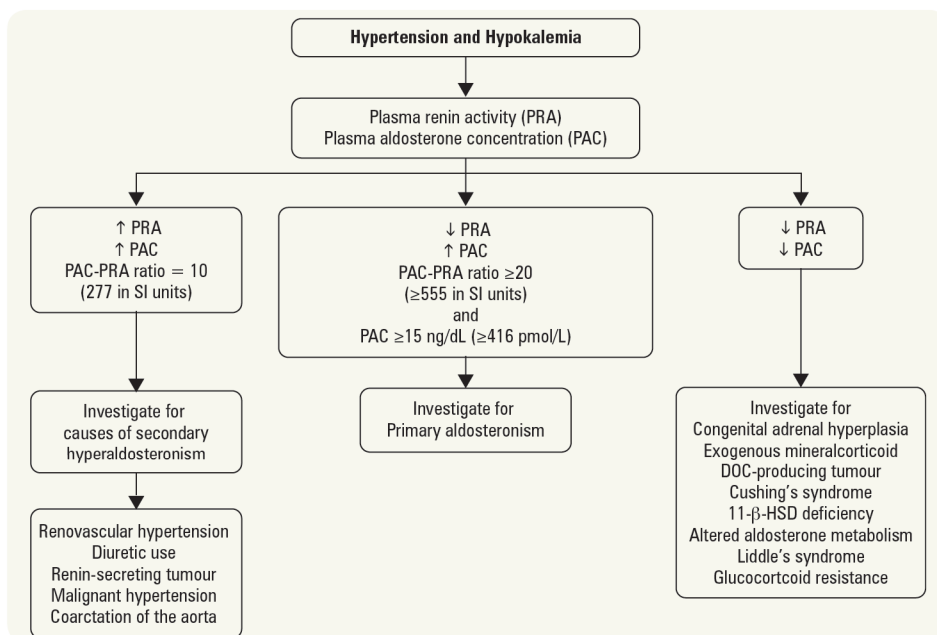 Hypertension and Hypokalemia
Plasma renin activity (PRA)
Plasma aldosterone concentration (PAC)
↑ PRA
↑ PAC
PAC-PRA ratio = 10
(277 in SI units)
↓ PRA
↑ PAC
PAC-PRA ratio ≥20
(≥555 in SI units)
and
PAC ≥15 ng/dL (≥416 pmol/L)
↓ PRA
↓ PAC
Investigate for
causes of secondary
hyperaldosteronism
Investigate for
Primary aldosteronism
Investigate for
Congenital adrenal hyperplasia
Exogenous mineralcorticoid
DOC-producing tumour
Cushing's syndrome
11-β-HSD deficiency
Altered aldosterone metabolism
Liddle's syndrome
Glucocortcoid resistance
Renovascular hypertension
Diuretic use
Renin-secreting tumour
Malignant hypertension
Coarctation of the aorta